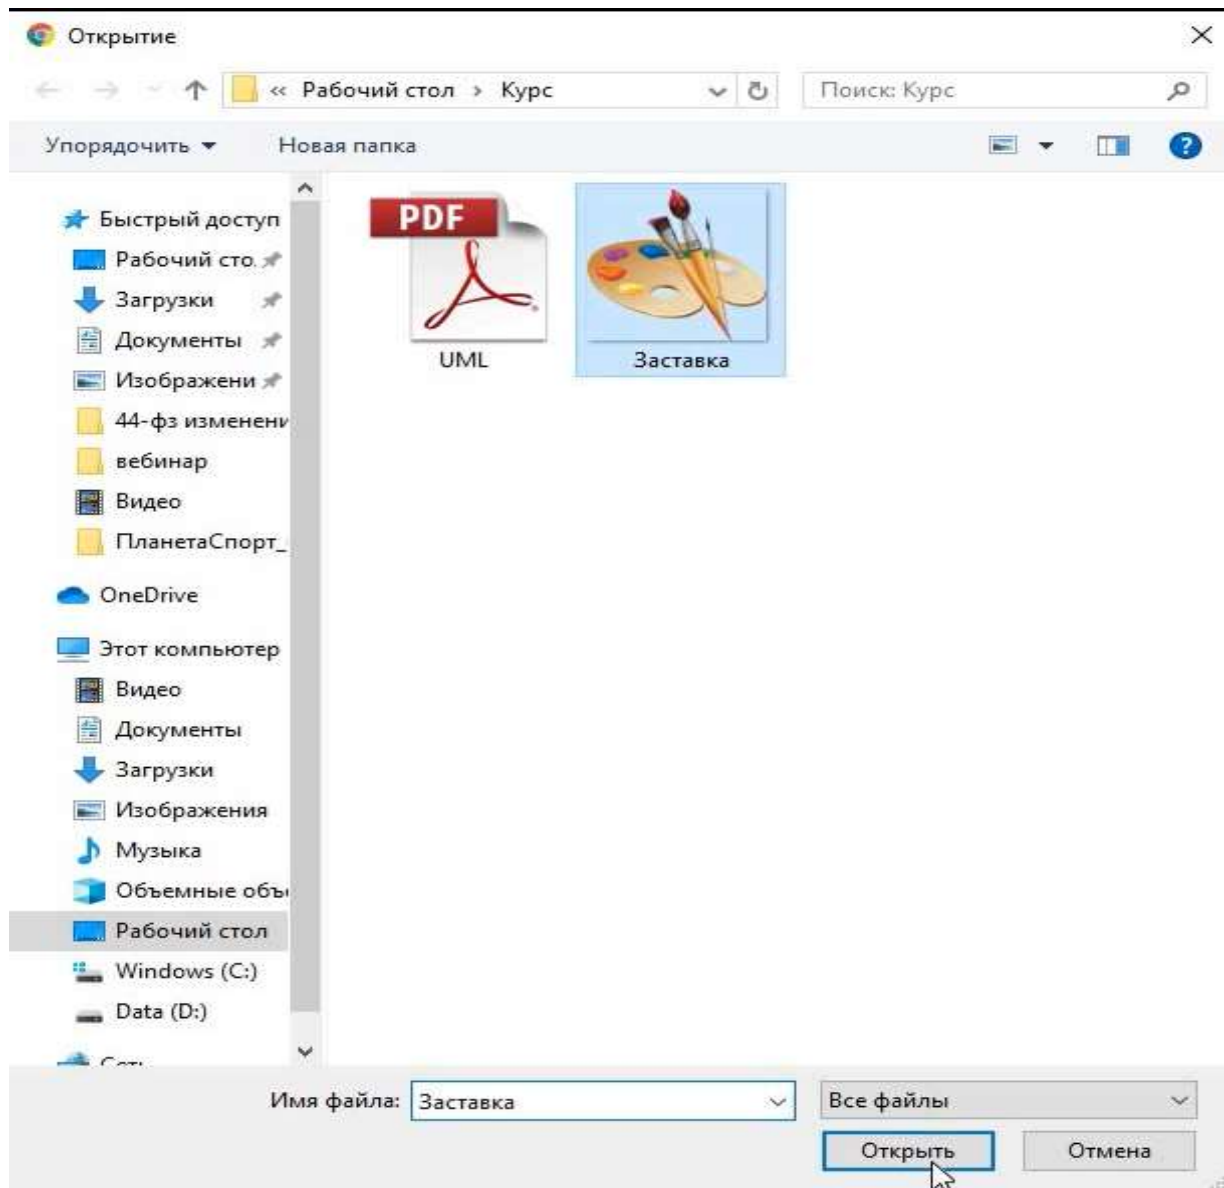 Открытие
« Рабочий стол › Курс
Поиск: Курс
Упорядочить
Новая папка
Быстрый доступ
Рабочий сто.
Загрузки
Документы
Изображени
44-фз изменени
вебинар
Видео
ПланетаСпорт_
OneDrive
Этот компьютер
Видео
Документы
Загрузки
Изображения
Музыка
Объемные объ
Рабочий стол
Windows (C:)
Data (D:)
PDF
UML
Заставка
Имя файла: Заставка
Все файлы
Открыть
Отмена